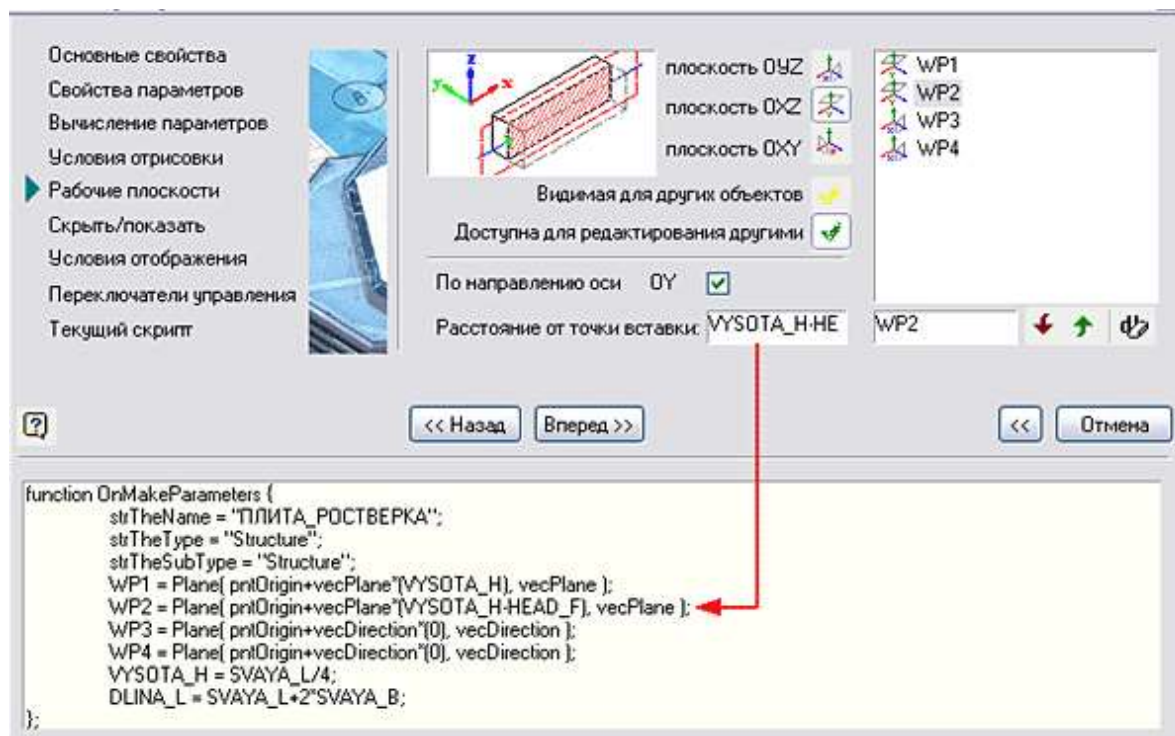 Основные свойства
Свойства параметров
Вычисление параметров
Условия отрисовки
Рабочие плоскости
Скрыть/показать
Условия отображения
Переключатели управления
Текущий скрипт
z
y
x
плоскость OYZ
плоскость OXZ
плоскость OXY
Видимая для других объектов
Доступна для редактирования другими
По направлению оси OY
Расстояние от точки вставки: VYSOTA_H-HE
WP1
WP2
WP3
WP4
WP2
<< Назад
Вперед >>
<<
Отмена
function OnMakeParameters {
strTheName = "ПЛИТА_РОСТВЕРКА";
strTheType = "Structure";
strTheSubType = "Structure";
WP1 = Plane( pntOrigin+vecPlane*(VYSOTA_H), vecPlane );
WP2 = Plane( pntOrigin+vecPlane*(VYSOTA_H-HEAD_F), vecPlane );
WP3 = Plane( pntOrigin+vecDirection*(0), vecDirection );
WP4 = Plane( pntOrigin+vecDirection*(0), vecDirection );
VYSOTA_H = SVAYA_L/4;
DLINA_L = SVAYA_L+2*SVAYA_B;
};